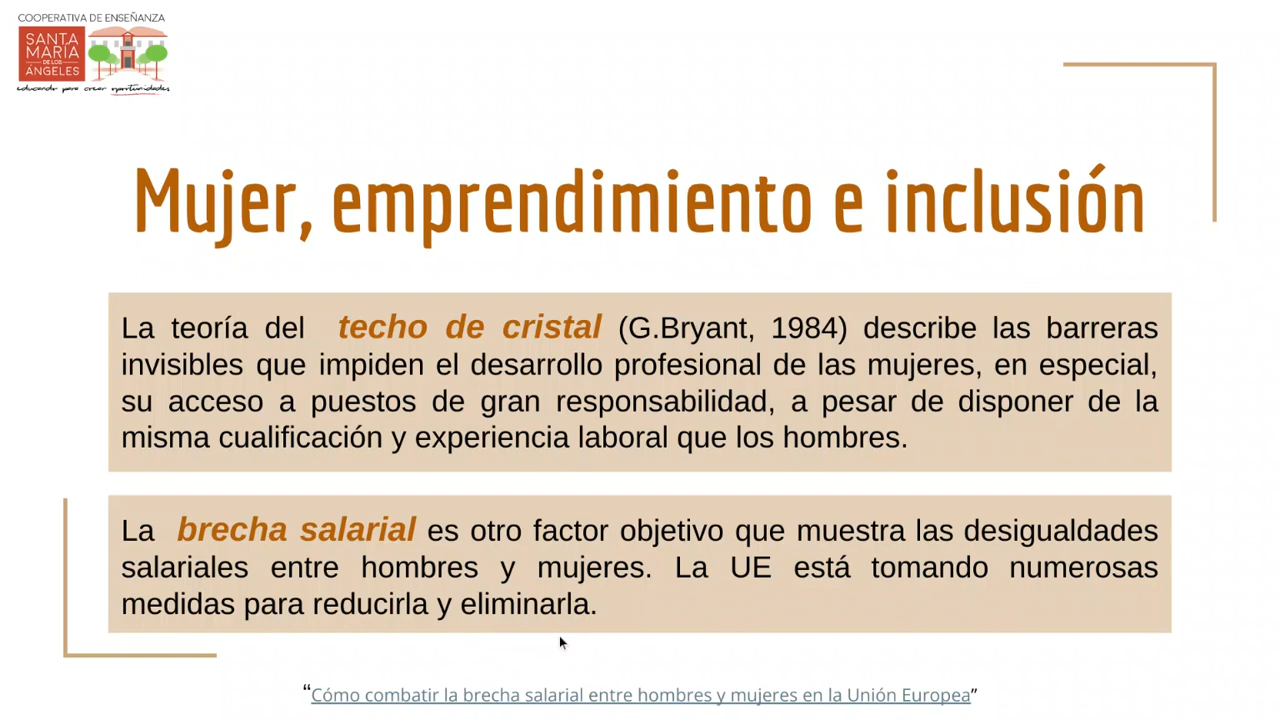 COOPERATIVA DE ENSEÑANZA
SANTA
MARÍA
DE LOS
ÁNGELES
educando para crear oportunidades
Mujer, emprendimiento e inclusión
La teoría del techo de cristal (G.Bryant, 1984) describe las barreras
invisibles que impiden el desarrollo profesional de las mujeres, en especial,
su acceso a puestos de gran responsabilidad, a pesar de disponer de la
misma cualificación y experiencia laboral que los hombres.
La brecha salarial es otro factor objetivo que muestra las desigualdades
salariales entre hombres y mujeres. La UE está tomando numerosas
medidas para reducirla y eliminarla.
“Cómo combatir la brecha salarial entre hombres y mujeres en la Unión Europea”